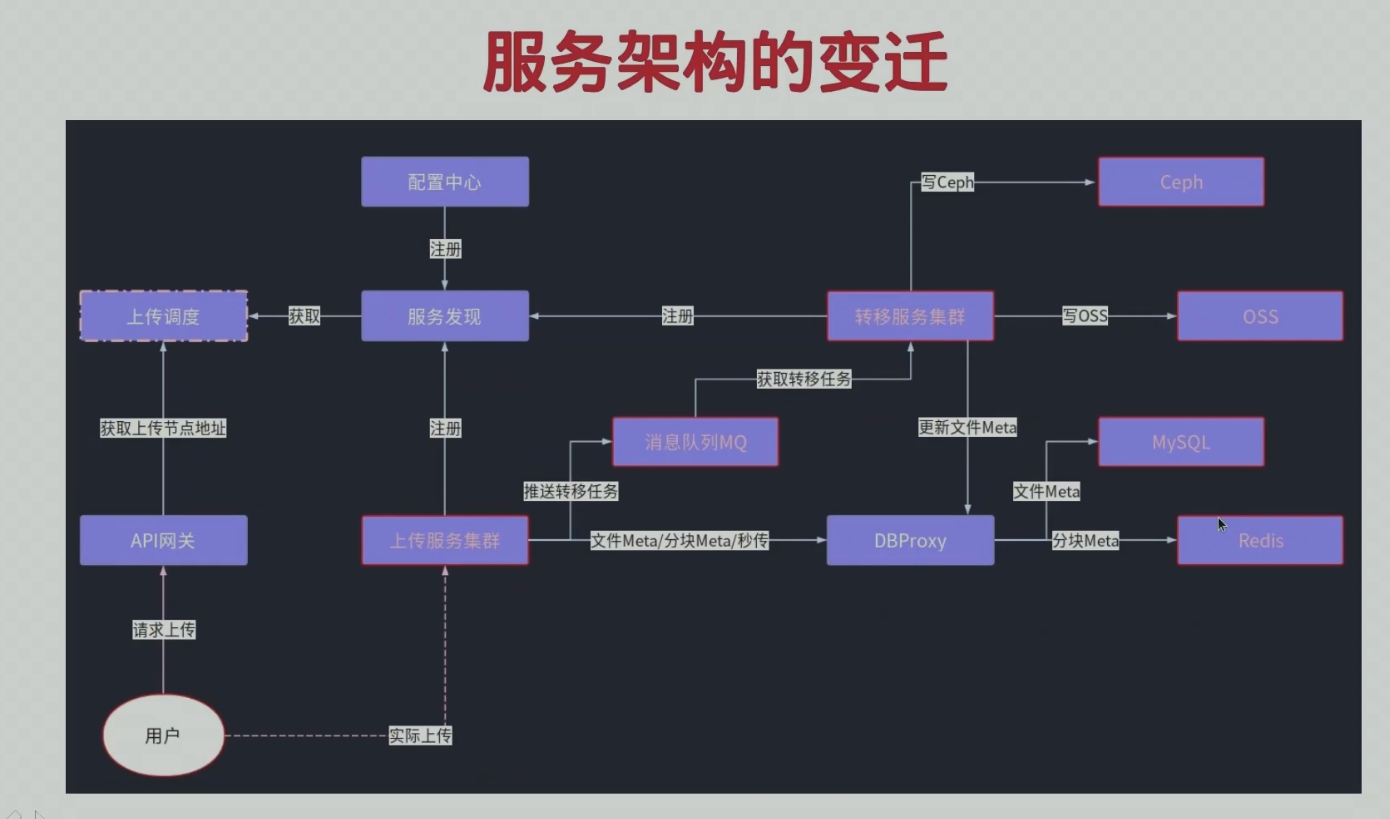 服务架构的变迁
配置中心
写Ceph
Ceph
注册
上传调度
获取
服务发现
注册
转移服务集群
写OSS
OSS
获取转移任务
获取上传节点地址
注册
消息队列MQ
更新文件Meta
MySQL
推送转移任务
文件Meta
API网关
上传服务集群
文件Meta/分块Meta/秒传
DBProxy
分块Meta
Redis
请求上传
用户
实际上传